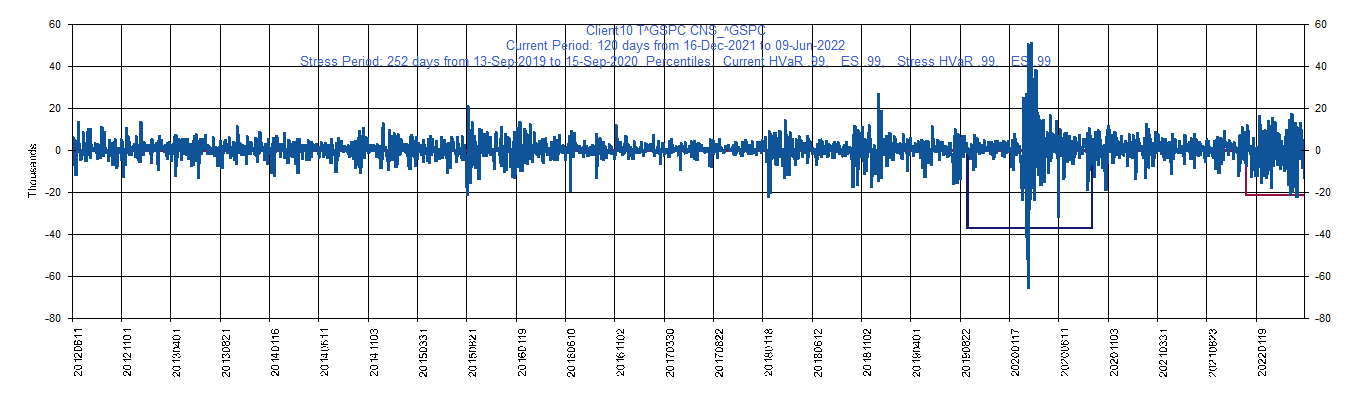 Client10 T^GSPC CNS_^GSPC
Current Period: 120 days from 16-Dec-2021 to 09-Jun-2022
Stress Period: 252 days from 13-Sep-2019 to 15-Sep-2020 Percentiles: Current HVaR .99, ES .99, Stress HVaR .99, ES .99
60 60
40 40
20 20
0 0
-20 -20
-40 -40
-60 -60
-80 -80
Thousands
20120611 20121101 20130401 20130821 20140116 20140611 20141103 20150331 20150821 20160119 20160610 20161102 20170330 20170822 20180118 20180612 20181102 20190401 20190822 20200117 20200611 20201103 20210331 20210823 20220119